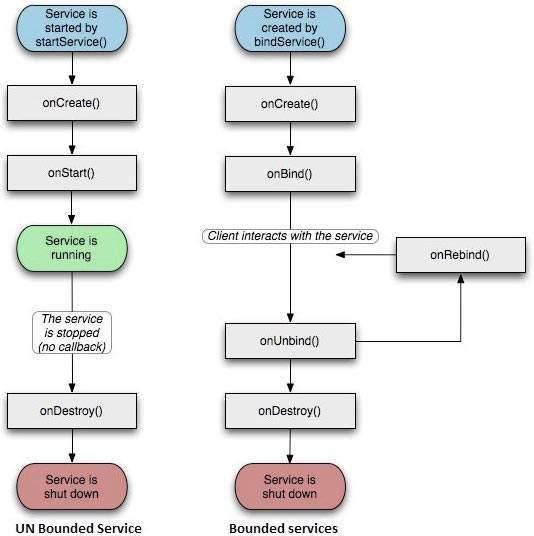 Service is
started by
startService()
onCreate()
onStart()
Service is
running
The service
is stopped
(no callback)
onDestroy()
Service is
shut down
UN Bounded Service
Service is
created by
bindService()
onCreate()
onBind()
Client interacts with the service
onRebind()
onUnbind()
onDestroy()
Service is
shut down
Bounded services